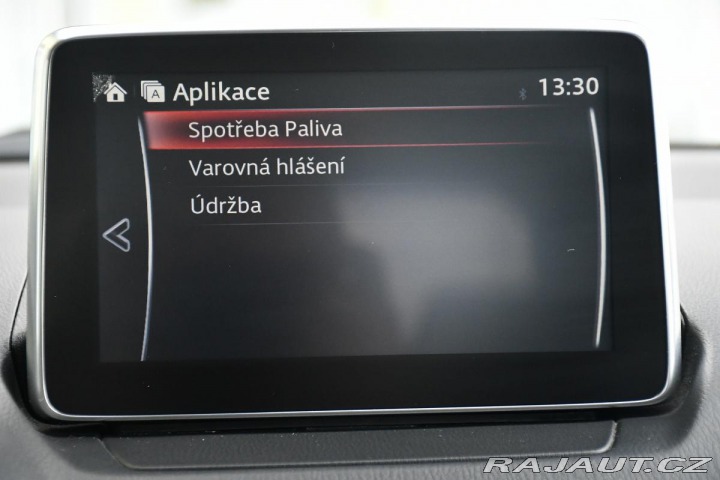 A Aplikace 13:30
Spotřeba Paliva
Varovná hlášení
Údržba
RAJAUT.CZ